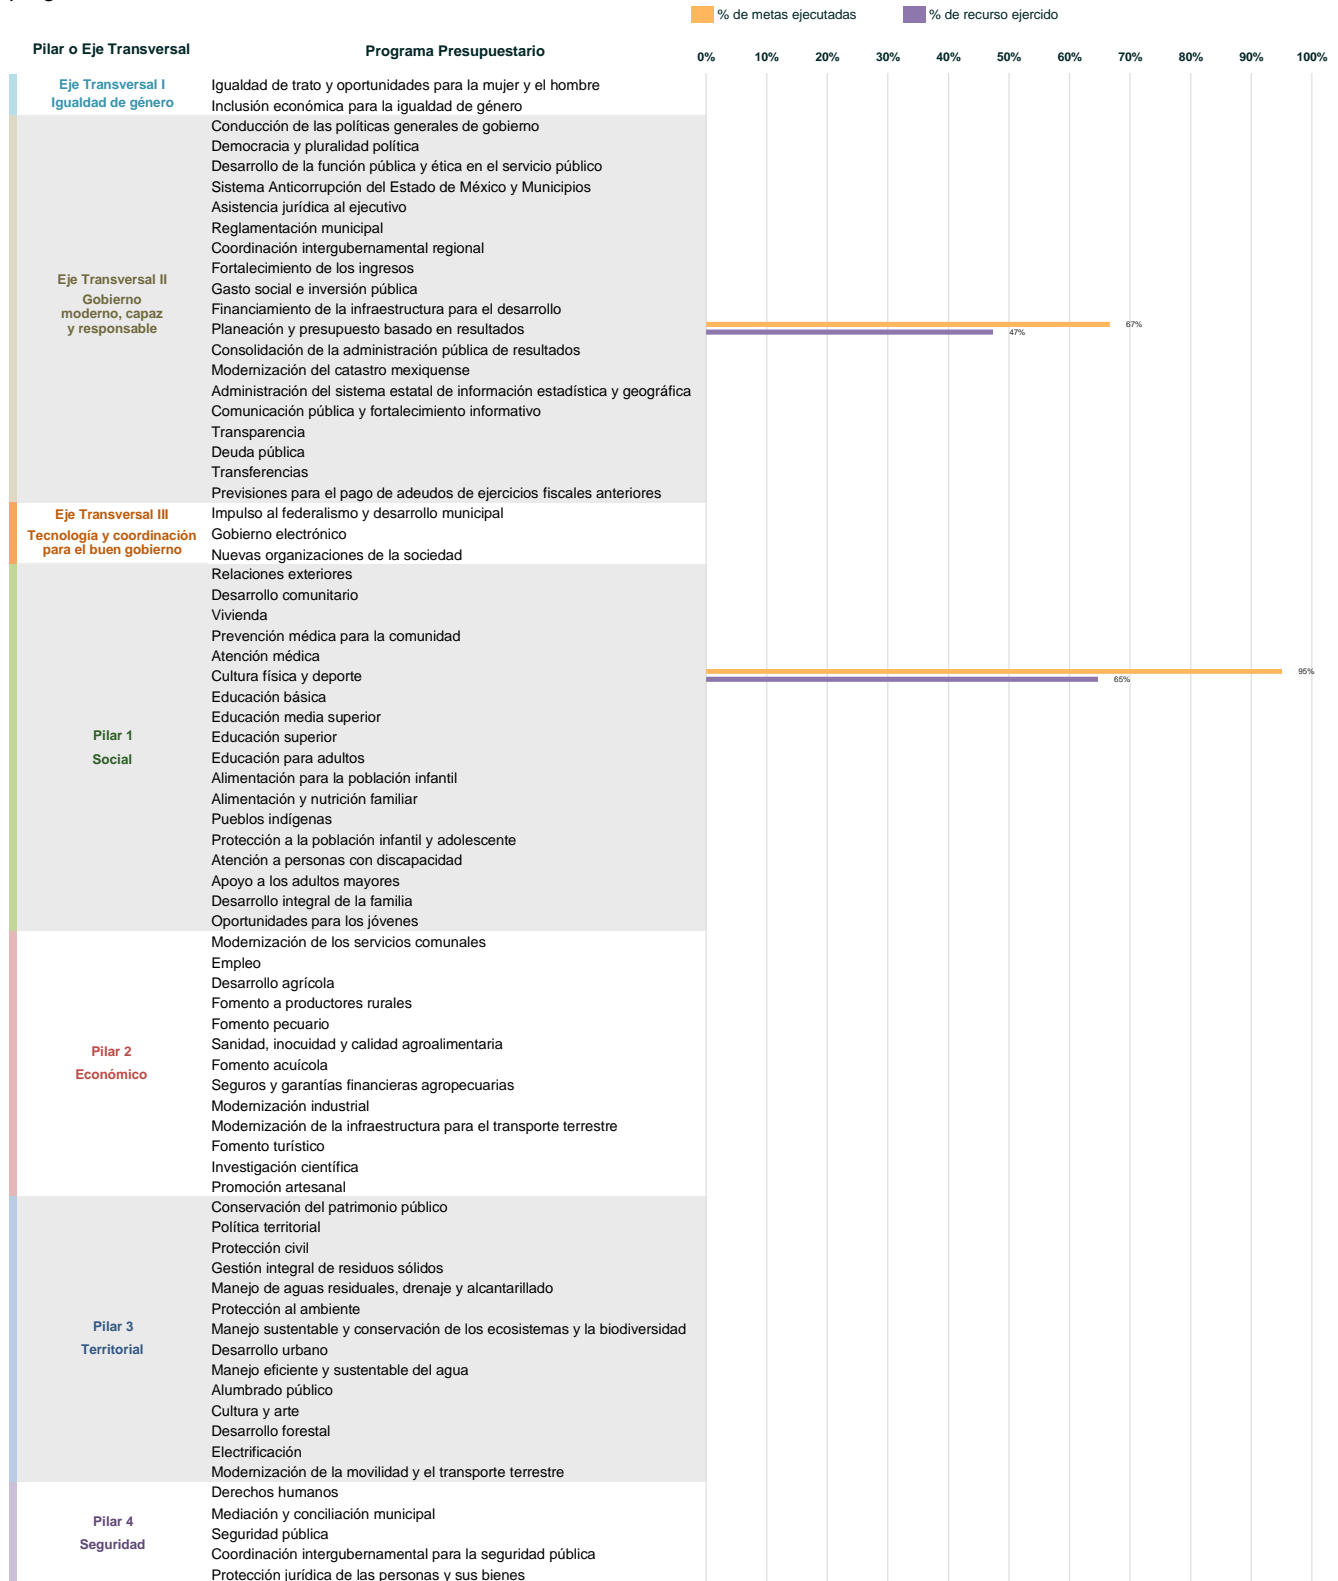 % de metas ejecutadas % de recurso ejercido
Pilar o Eje Transversal Programa Presupuestario 0% 10% 20% 30% 40% 50% 60% 70% 80% 90% 100%
Eje Transversal I
Igualdad de género
Igualdad de trato y oportunidades para la mujer y el hombre
Inclusión económica para la igualdad de género
Eje Transversal II
Gobierno
moderno, capaz
y responsable
Conducción de las políticas generales de gobierno
Democracia y pluralidad política
Desarrollo de la función pública y ética en el servicio público
Sistema Anticorrupción del Estado de México y Municipios
Asistencia jurídica al ejecutivo
Reglamentación municipal
Coordinación intergubernamental regional
Fortalecimiento de los ingresos
Gasto social e inversión pública
Financiamiento de la infraestructura para el desarrollo
Planeación y presupuesto basado en resultados 67%
47%
Consolidación de la administración pública de resultados
Modernización del catastro mexiquense
Administración del sistema estatal de información estadística y geográfica
Comunicación pública y fortalecimiento informativo
Transparencia
Deuda pública
Transferencias
Previsiones para el pago de adeudos de ejercicios fiscales anteriores
Eje Transversal III
Tecnología y coordinación
para el buen gobierno
Impulso al federalismo y desarrollo municipal
Gobierno electrónico
Nuevas organizaciones de la sociedad
Pilar 1
Social
Relaciones exteriores
Desarrollo comunitario
Vivienda
Prevención médica para la comunidad
Atención médica
Cultura física y deporte 95%
65%
Educación básica
Educación media superior
Educación superior
Educación para adultos
Alimentación para la población infantil
Alimentación y nutrición familiar
Pueblos indígenas
Protección a la población infantil y adolescente
Atención a personas con discapacidad
Apoyo a los adultos mayores
Desarrollo integral de la familia
Oportunidades para los jóvenes
Pilar 2
Económico
Modernización de los servicios comunales
Empleo
Desarrollo agrícola
Fomento a productores rurales
Fomento pecuario
Sanidad, inocuidad y calidad agroalimentaria
Fomento acuícola
Seguros y garantías financieras agropecuarias
Modernización industrial
Modernización de la infraestructura para el transporte terrestre
Fomento turístico
Investigación científica
Promoción artesanal
Pilar 3
Territorial
Conservación del patrimonio público
Política territorial
Protección civil
Gestión integral de residuos sólidos
Manejo de aguas residuales, drenaje y alcantarillado
Protección al ambiente
Manejo sustentable y conservación de los ecosistemas y la biodiversidad
Desarrollo urbano
Manejo eficiente y sustentable del agua
Alumbrado público
Cultura y arte
Desarrollo forestal
Electrificación
Modernización de la movilidad y el transporte terrestre
Pilar 4
Seguridad
Derechos humanos
Mediación y conciliación municipal
Seguridad pública
Coordinación intergubernamental para la seguridad pública
Protección jurídica de las personas y sus bienes